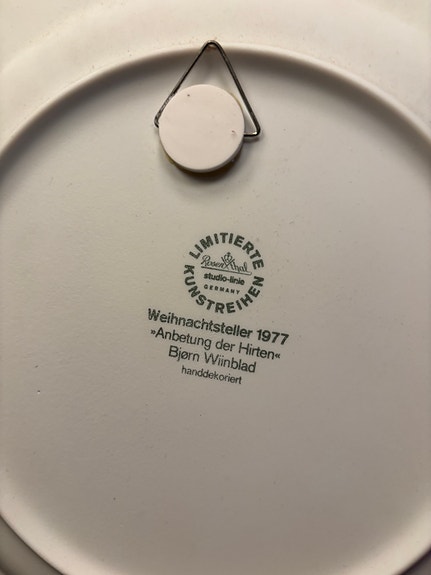 LIMITIERTE
Rosenthal
studio-linie
GERMANY
KUNSTREIHEN
Weihnachtsteller 1977
»Anbetung der Hirten«
Bjørn Wiinblad
handdekoriert